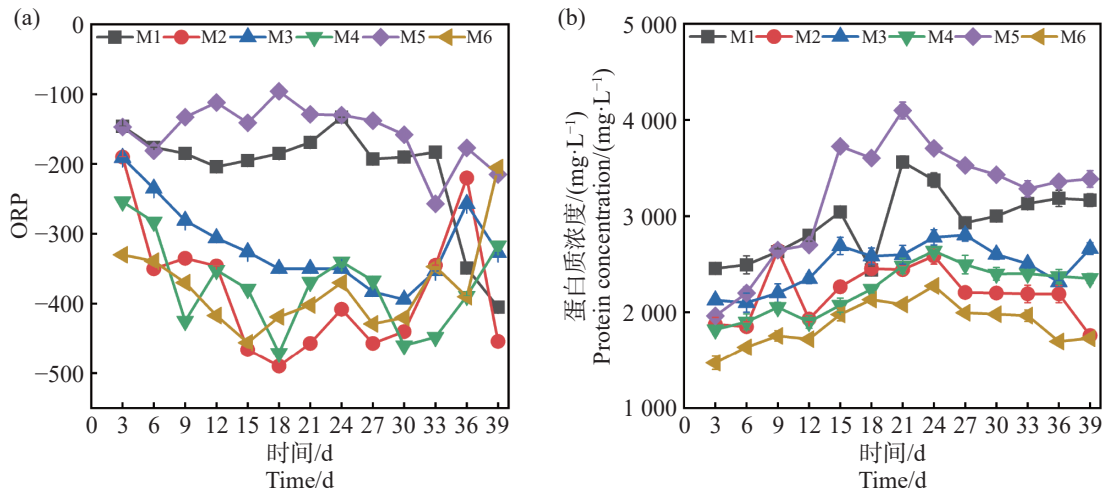 (a)
0
−100
−200
−300
−400
−500
ORP
M1 M2 M3 M4 M5 M6
0 3 6 9 12 15 18 21 24 27 30 33 36 39
时间/d
Time/d
(b)
5 000
4 000
3 000
2 000
1 000
蛋白质浓度/(mg·L⁻¹)
Protein concentration/(mg·L⁻¹)
M1 M2 M3 M4 M5 M6
0 3 6 9 12 15 18 21 24 27 30 33 36 39
时间/d
Time/d